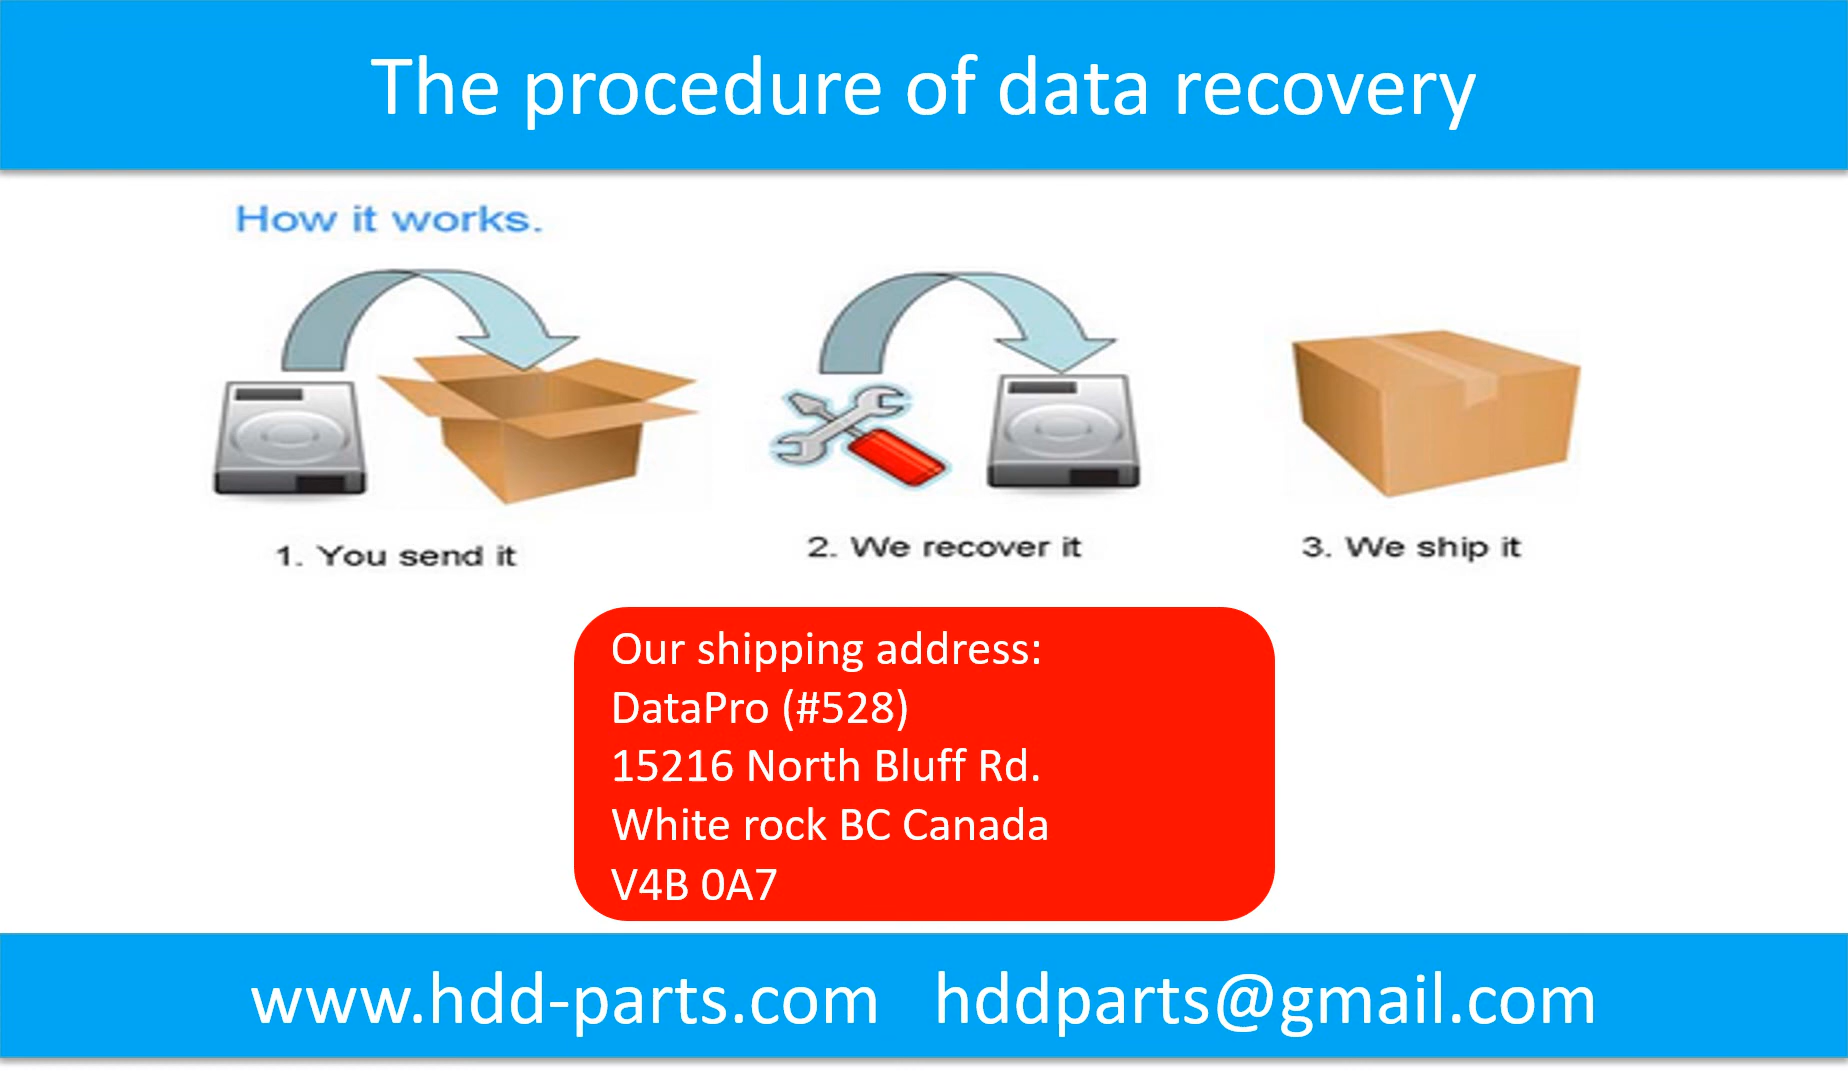 The procedure of data recovery
How it works.
1. You send it
2. We recover it
3. We ship it
Our shipping address:
DataPro (#528)
15216 North Bluff Rd.
White rock BC Canada
V4B 0A7
www.hdd-parts.com hddparts@gmail.com